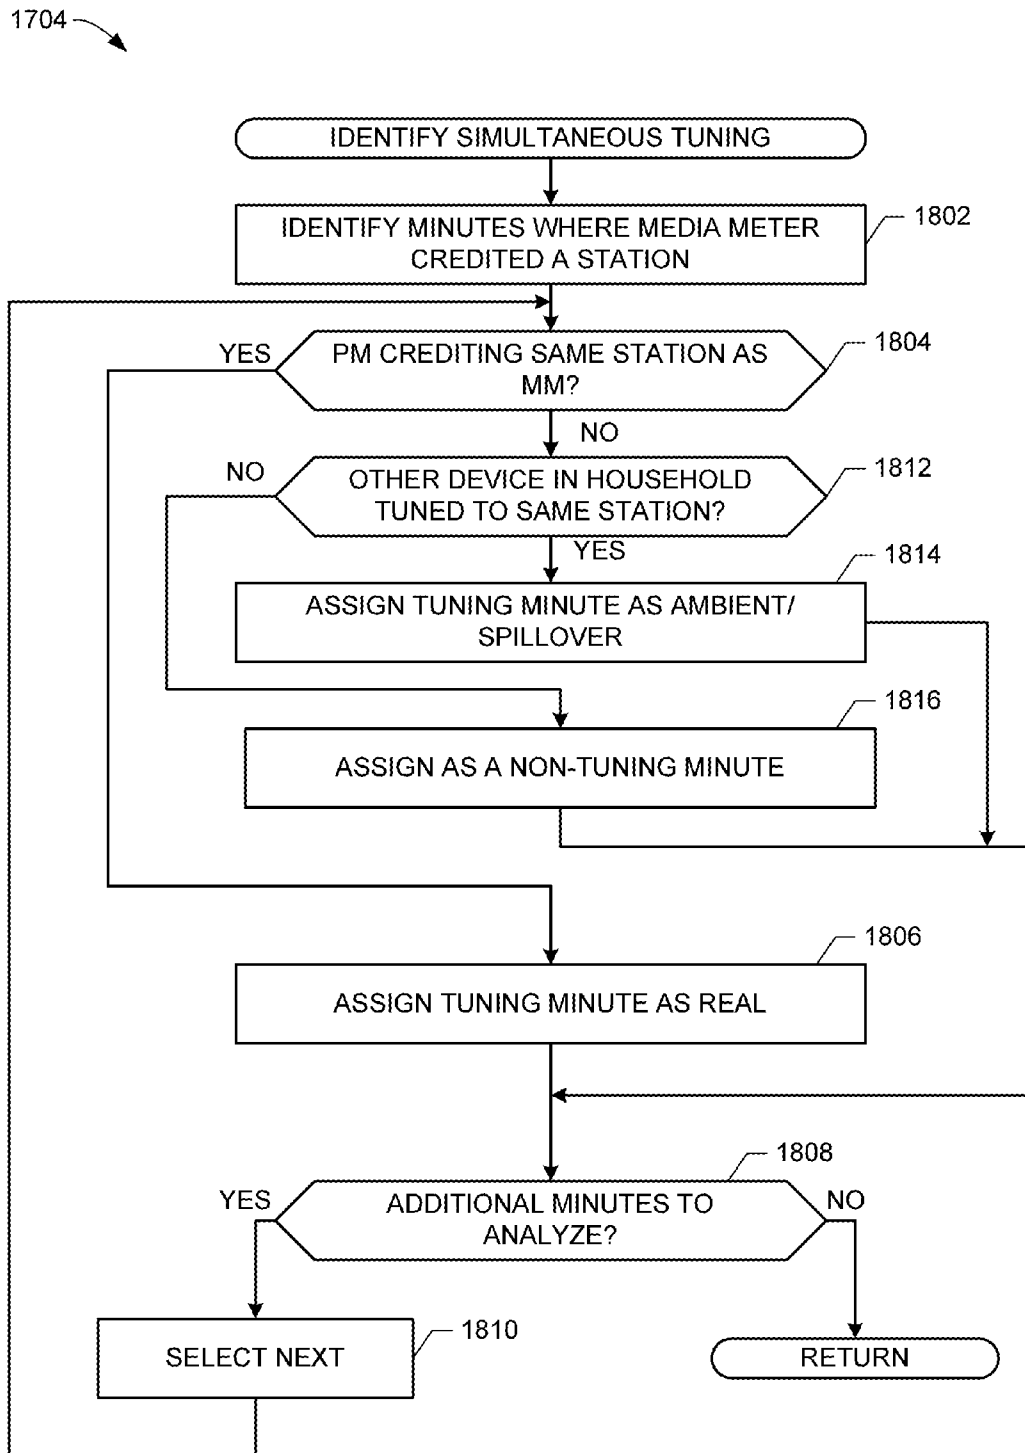 1704
IDENTIFY SIMULTANEOUS TUNING
IDENTIFY MINUTES WHERE MEDIA METER
CREDITED A STATION
1802
YES
PM CREDITING SAME STATION AS
MM?
1804
NO
NO
OTHER DEVICE IN HOUSEHOLD
TUNED TO SAME STATION?
1812
YES
1814
ASSIGN TUNING MINUTE AS AMBIENT/
SPILLOVER
1816
ASSIGN AS A NON-TUNING MINUTE
1806
ASSIGN TUNING MINUTE AS REAL
1808
YES
ADDITIONAL MINUTES TO
ANALYZE?
NO
1810
SELECT NEXT
RETURN